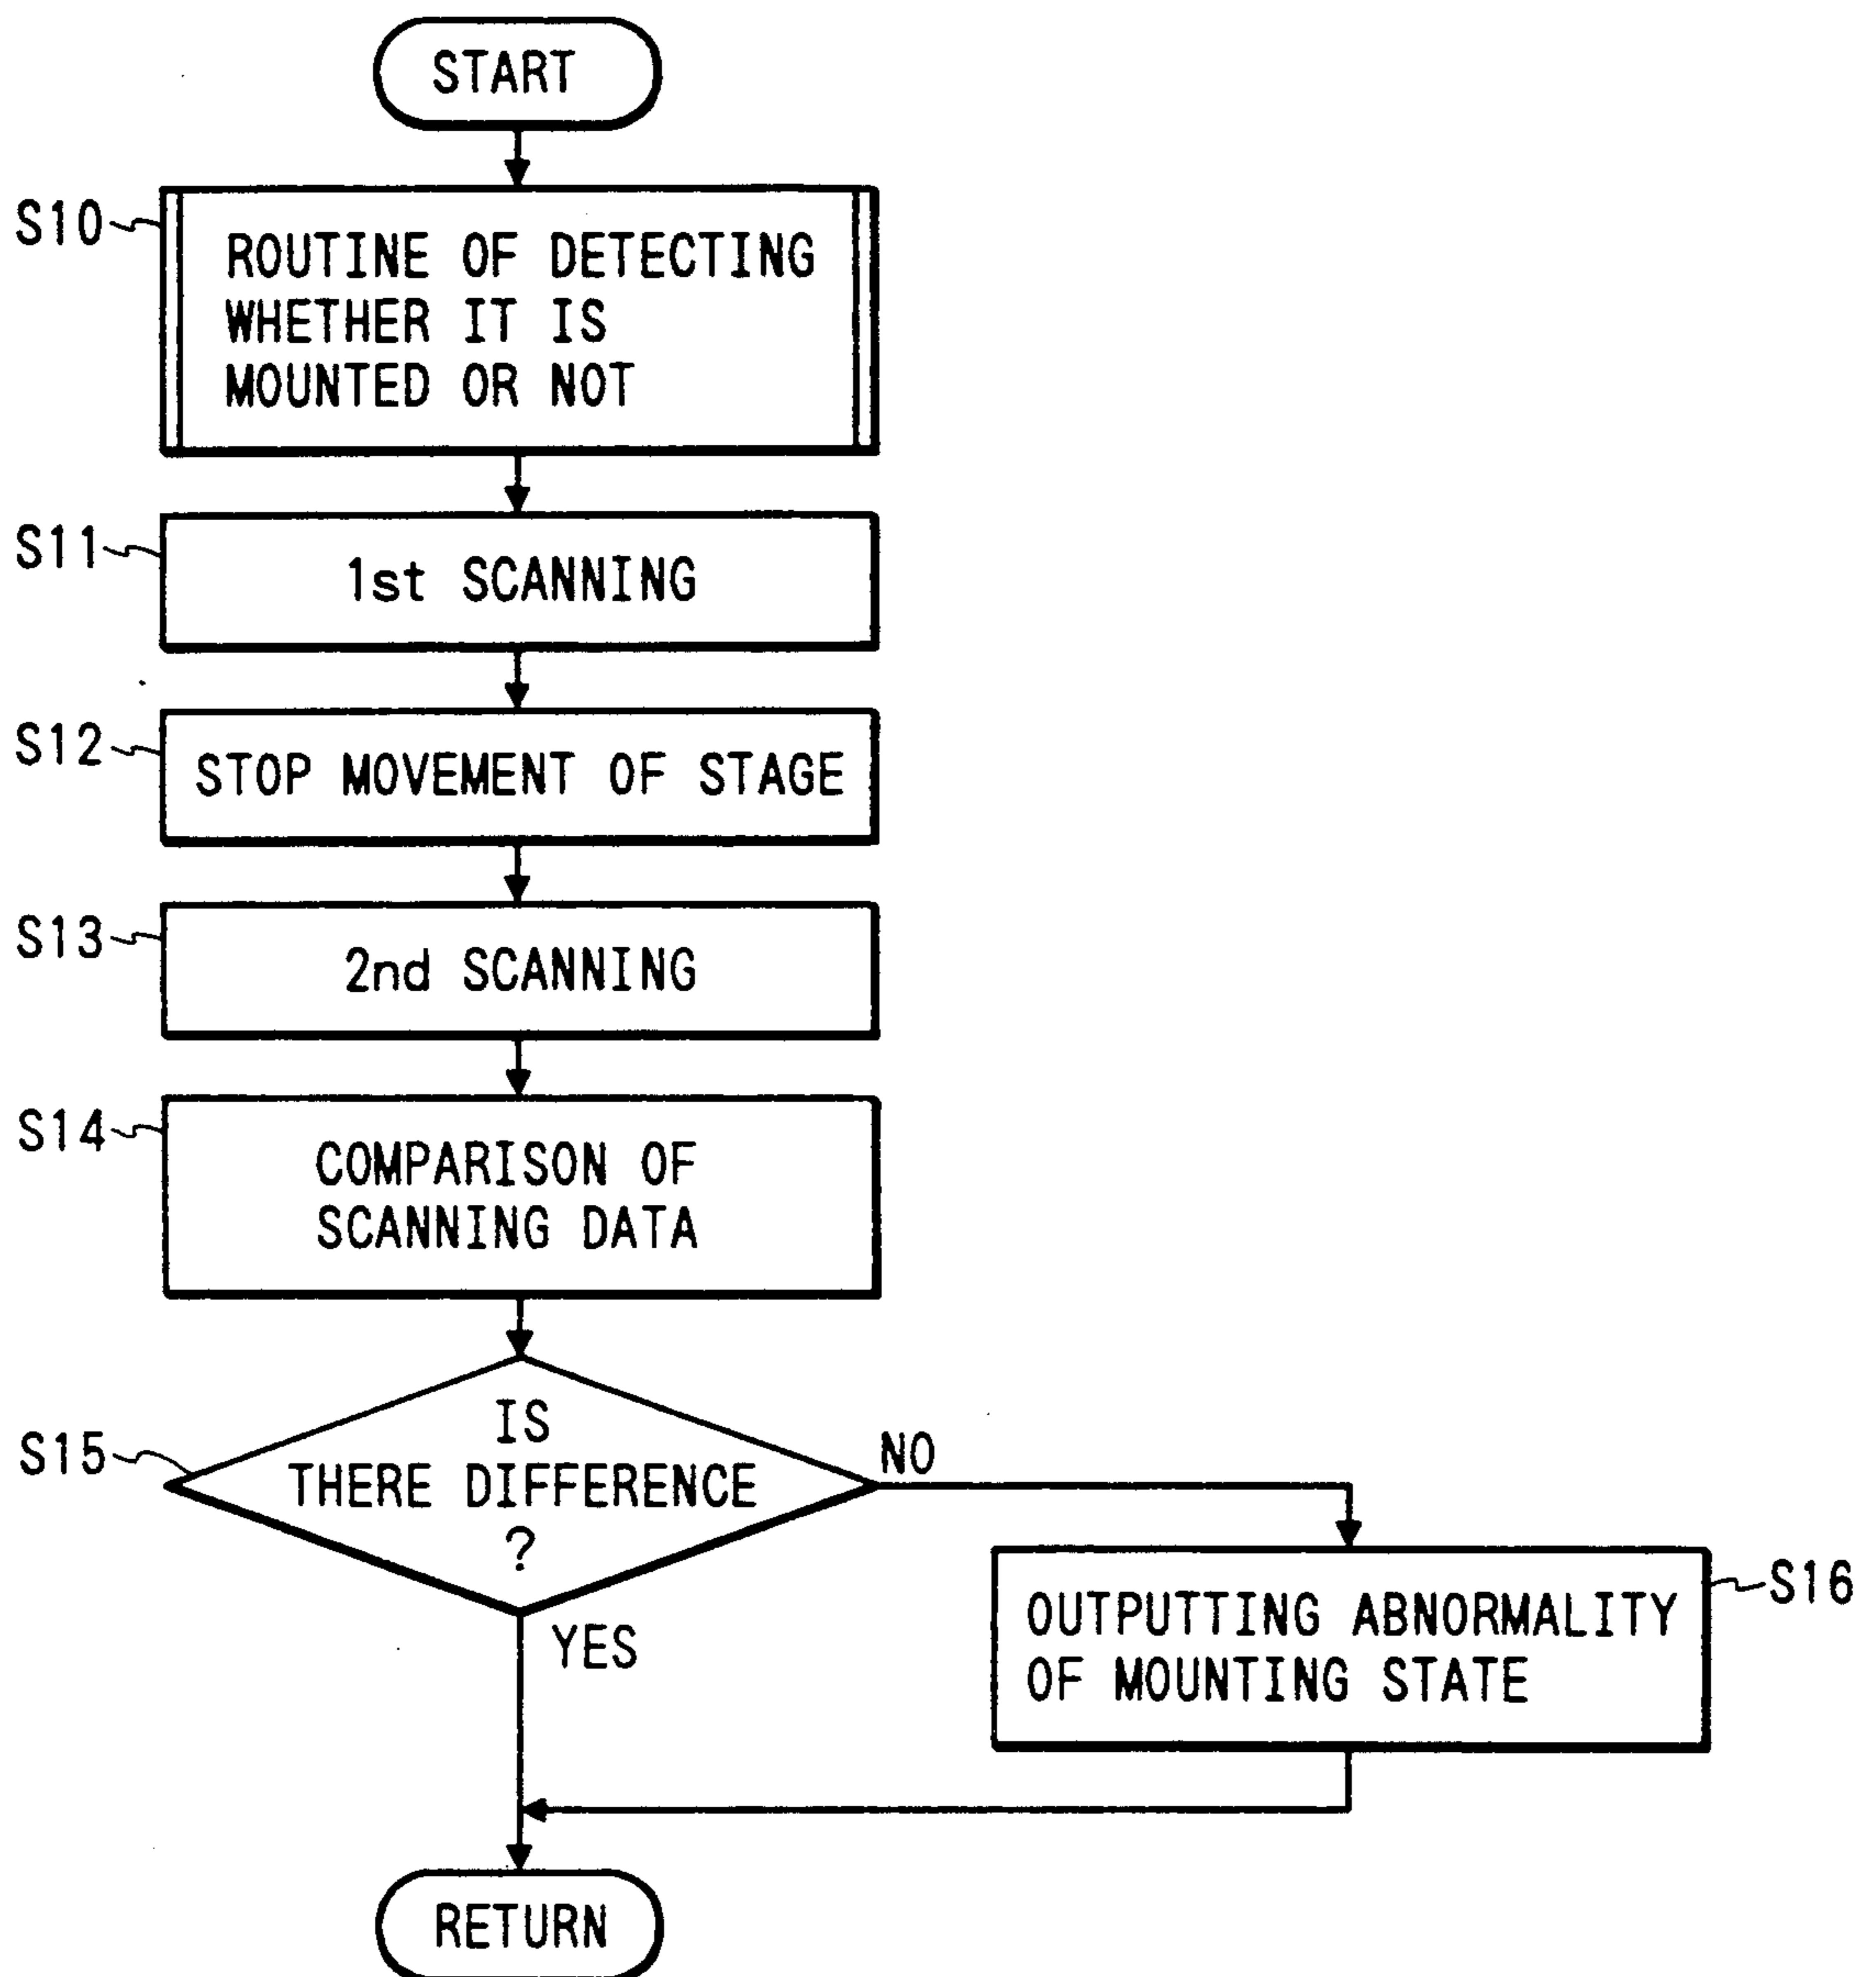 START
S10
ROUTINE OF DETECTING
WHETHER IT IS
MOUNTED OR NOT
S11
1st SCANNING
S12
STOP MOVEMENT OF STAGE
S13
2nd SCANNING
S14
COMPARISON OF
SCANNING DATA
S15
IS
THERE DIFFERENCE
?
NO
YES
S16
OUTPUTTING ABNORMALITY
OF MOUNTING STATE
RETURN